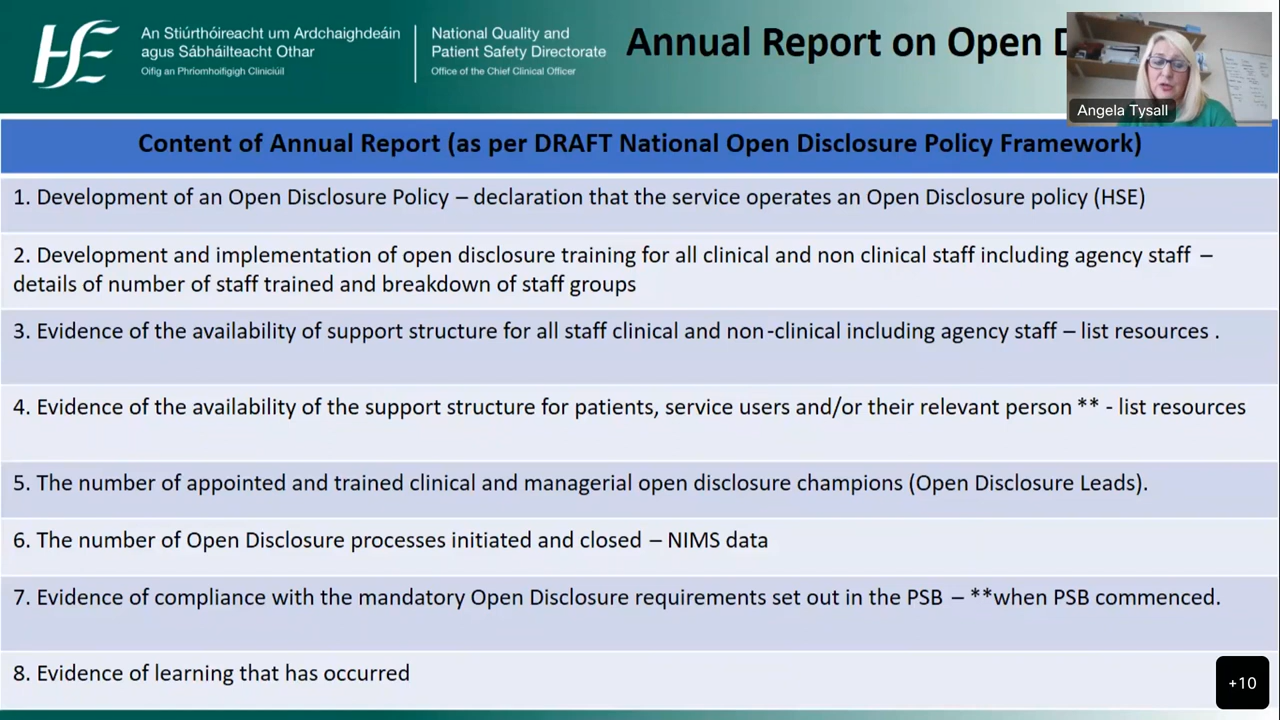 HSE
An Stiúrthóireacht um Ardchaighdeáin
agus Sábháilteacht Othar
Oifig an Phríomhoifigigh Cliniciúil
National Quality and
Patient Safety Directorate
Office of the Chief Clinical Officer
Annual Report on Open
Angela Tysall
Content of Annual Report (as per DRAFT National Open Disclosure Policy Framework)
1. Development of an Open Disclosure Policy – declaration that the service operates an Open Disclosure policy (HSE)
2. Development and implementation of open disclosure training for all clinical and non clinical staff including agency staff –
details of number of staff trained and breakdown of staff groups
3. Evidence of the availability of support structure for all staff clinical and non-clinical including agency staff – list resources .
4. Evidence of the availability of the support structure for patients, service users and/or their relevant person ** - list resources
5. The number of appointed and trained clinical and managerial open disclosure champions (Open Disclosure Leads).
6. The number of Open Disclosure processes initiated and closed – NIMS data
7. Evidence of compliance with the mandatory Open Disclosure requirements set out in the PSB – **when PSB commenced.
8. Evidence of learning that has occurred
+10